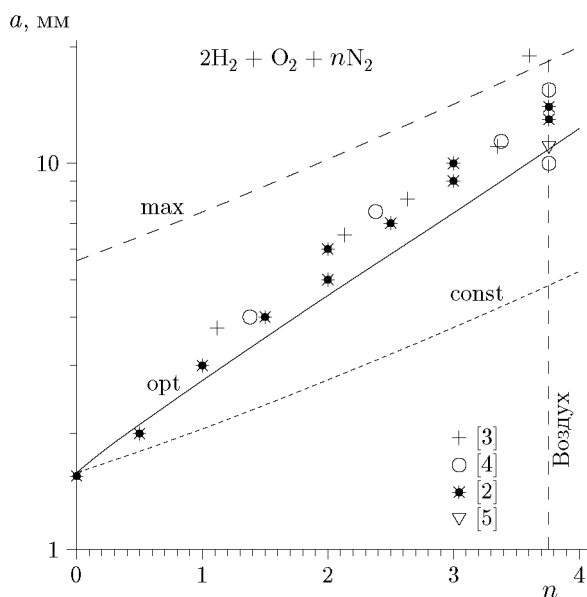 a, мм
2H₂ + O₂ + nN₂
10
max
const
opt
Воздух
[3]
[4]
[2]
[5]
1
0 1 2 3 4
n